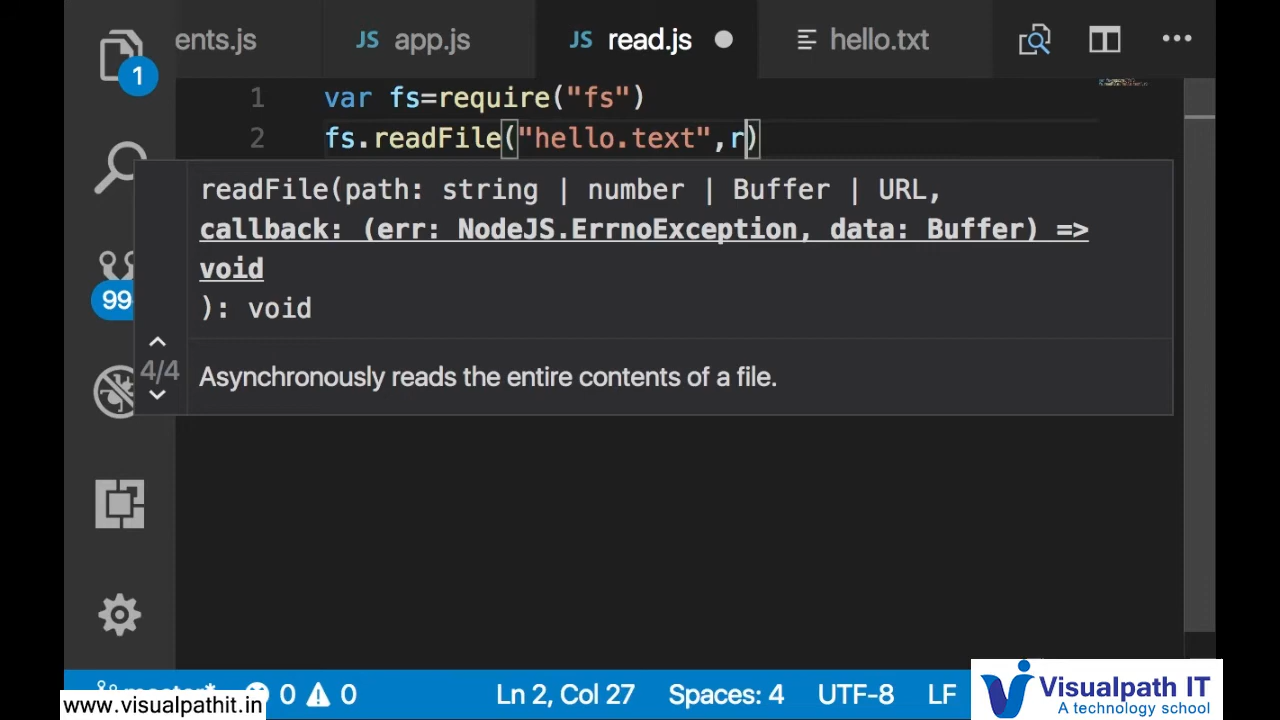 1
ents.js
JS app.js
JS read.js
hello.txt
1 var fs=require("fs")
2 fs.readFile("hello.text",r)
readFile(path: string | number | Buffer | URL,
callback: (err: NodeJS.ErrnoException, data: Buffer) =>
void
): void
4/4
Asynchronously reads the entire contents of a file.
99
0 0 Ln 2, Col 27 Spaces: 4 UTF-8 LF
www.visualpathit.in
Visualpath IT
A technology school